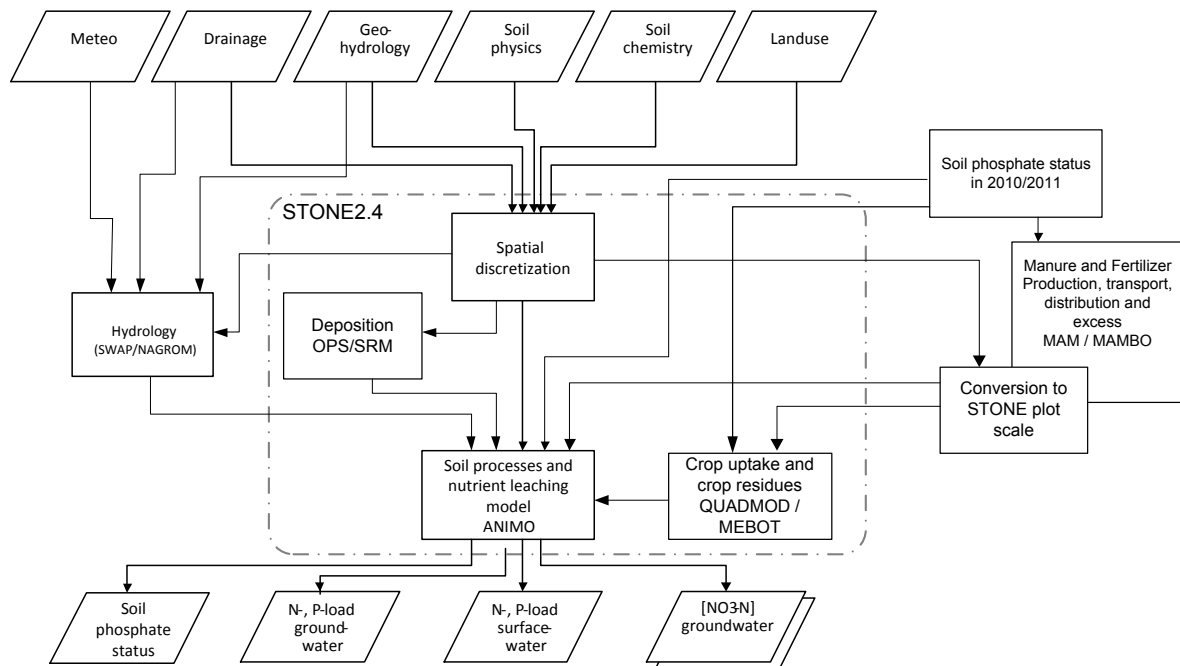 Meteo
Drainage
Geo-
hydrology
Soil
physics
Soil
chemistry
Landuse
Soil phosphate status
in 2010/2011
STONE2.4
Spatial
discretization
Manure and Fertilizer
Production, transport,
distribution and
excess
MAM / MAMBO
Hydrology
(SWAP/NAGROM)
Deposition
OPS/SRM
Conversion to
STONE plot
scale
Soil processes and
nutrient leaching
model
ANIMO
Crop uptake and
crop residues
QUADMOD /
MEBOT
Soil
phosphate
status
N-, P-load
ground-
water
N-, P-load
surface-
water
[NO3-N]
groundwater